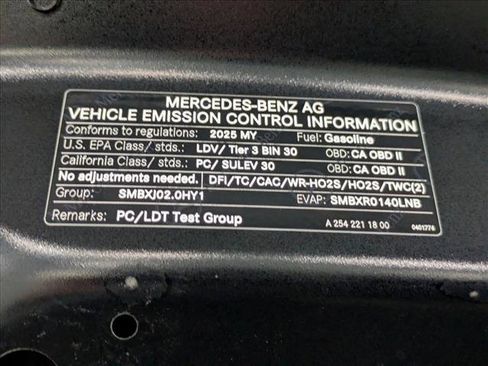 MERCEDES-BENZ AG
VEHICLE EMISSION CONTROL INFORMATION
Conforms to regulations: 2025 MY Fuel: Gasoline
U.S. EPA Class/ stds.: LDV/ Tier 3 BIN 30 OBD: CA OBD II
California Class/ stds.: PC/ SULEV 30 OBD: CA OBD II
No adjustments needed. DFI/TC/CAC/WR-HO2S/HO2S/TWC(2)
Group: SMBXJ02.0HY1 EVAP: SMBXR0140LNB
Remarks: PC/LDT Test Group A 254 221 18 00